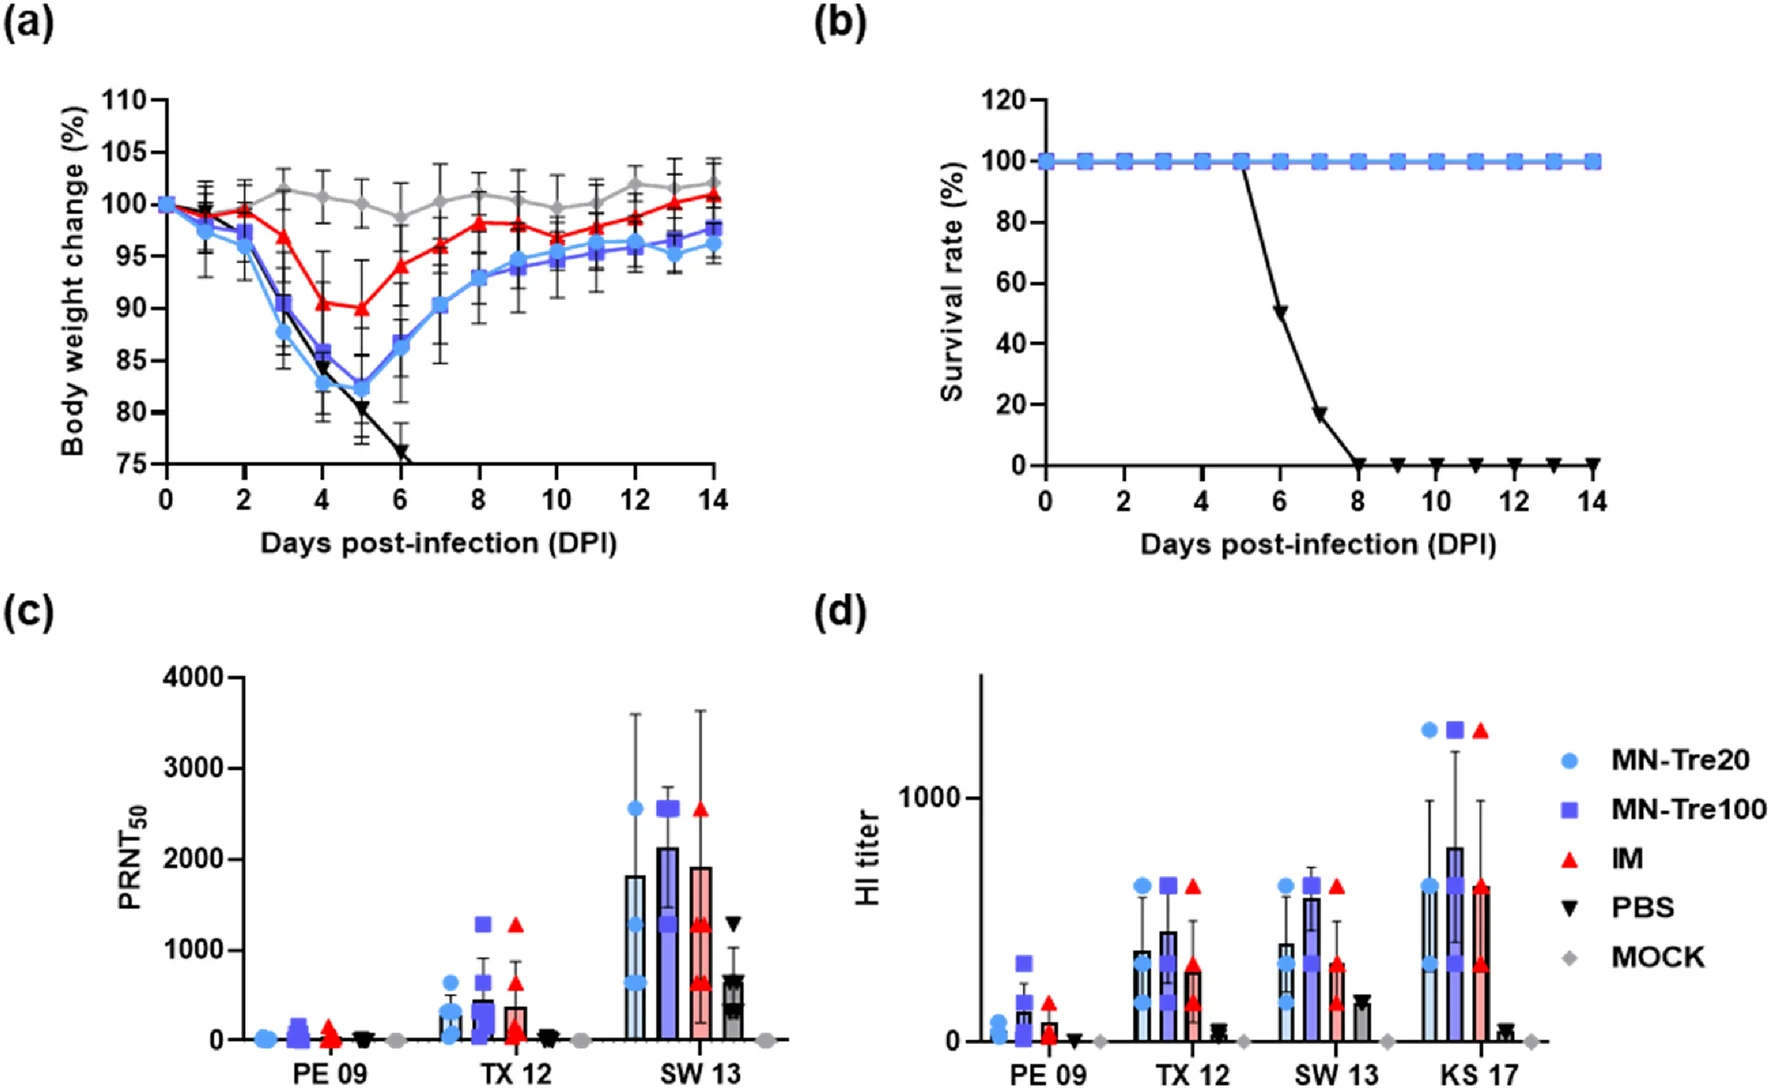 (a)
Body weight change (%)
110
105
100
95
90
85
80
75
0 2 4 6 8 10 12 14
Days post-infection (DPI)
(b)
Survival rate (%)
120
100
80
60
40
20
0
0 2 4 6 8 10 12 14
Days post-infection (DPI)
(c)
PRNT50
4000
3000
2000
1000
0
PE 09 TX 12 SW 13
(d)
HI titer
1000
0
PE 09 TX 12 SW 13 KS 17
MN-Tre20
MN-Tre100
IM
PBS
MOCK